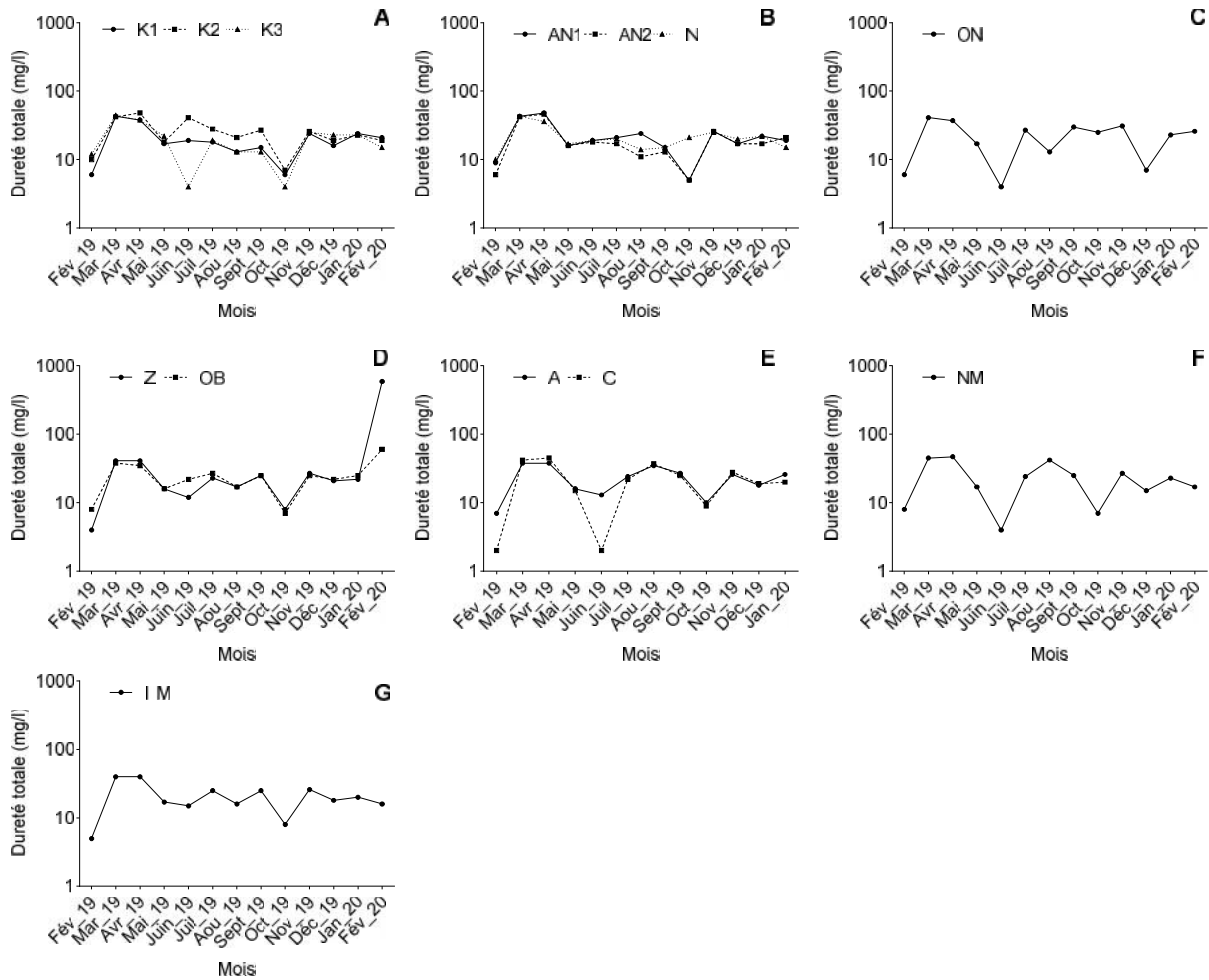 A
K1 K2 K3
Dureté totale (mg/l)
1000
100
10
1
Fév_19
Mar_19
Avr_19
Mai_19
Juin_19
Juil_19
Aou_19
Sept_19
Oct_19
Nov_19
Déc_19
Jan_20
Fév_20
Mois
B
AN1 AN2 N
Dureté totale (mg/l)
1000
100
10
1
Fév_19
Mar_19
Avr_19
Mai_19
Juin_19
Juil_19
Aou_19
Sept_19
Oct_19
Nov_19
Déc_19
Jan_20
Fév_20
Mois
C
ON
Dureté totale (mg/l)
1000
100
10
1
Fév_19
Mar_19
Avr_19
Mai_19
Juin_19
Juil_19
Aou_19
Sept_19
Oct_19
Nov_19
Déc_19
Jan_20
Fév_20
Mois
D
Z OB
Dureté totale (mg/l)
1000
100
10
1
Fév_19
Mar_19
Avr_19
Mai_19
Juin_19
Juil_19
Aou_19
Sept_19
Oct_19
Nov_19
Déc_19
Jan_20
Fév_20
Mois
E
A C
Dureté totale (mg/l)
1000
100
10
1
Fév_19
Mar_19
Avr_19
Mai_19
Juin_19
Juil_19
Aou_19
Sept_19
Oct_19
Nov_19
Déc_19
Jan_20
Mois
F
NM
Dureté totale (mg/l)
1000
100
10
1
Fév_19
Mar_19
Avr_19
Mai_19
Juin_19
Juil_19
Aou_19
Sept_19
Oct_19
Nov_19
Déc_19
Jan_20
Fév_20
Mois
G
I M
Dureté totale (mg/l)
1000
100
10
1
Fév_19
Mar_19
Avr_19
Mai_19
Juin_19
Juil_19
Aou_19
Sept_19
Oct_19
Nov_19
Déc_19
Jan_20
Fév_20
Mois